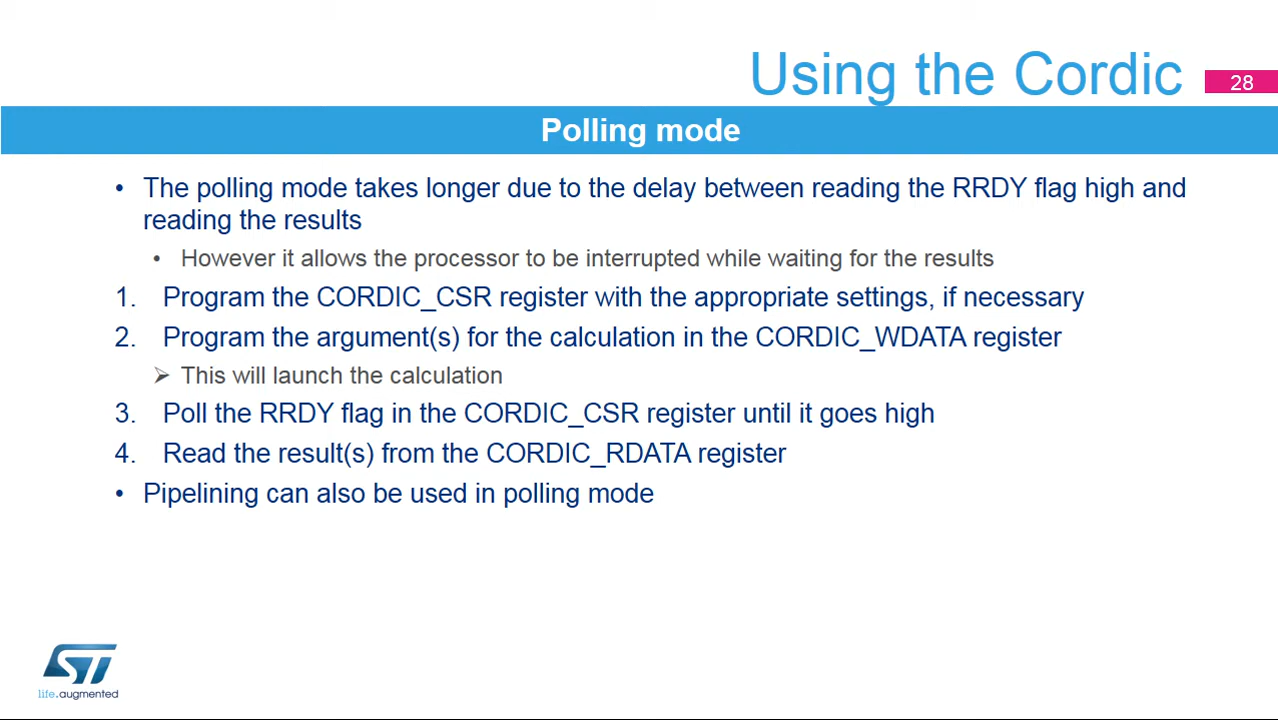 Using the Cordic
28
Polling mode
• The polling mode takes longer due to the delay between reading the RRDY flag high and
reading the results
• However it allows the processor to be interrupted while waiting for the results
1. Program the CORDIC_CSR register with the appropriate settings, if necessary
2. Program the argument(s) for the calculation in the CORDIC_WDATA register
➢ This will launch the calculation
3. Poll the RRDY flag in the CORDIC_CSR register until it goes high
4. Read the result(s) from the CORDIC_RDATA register
• Pipelining can also be used in polling mode
ST
life.augmented